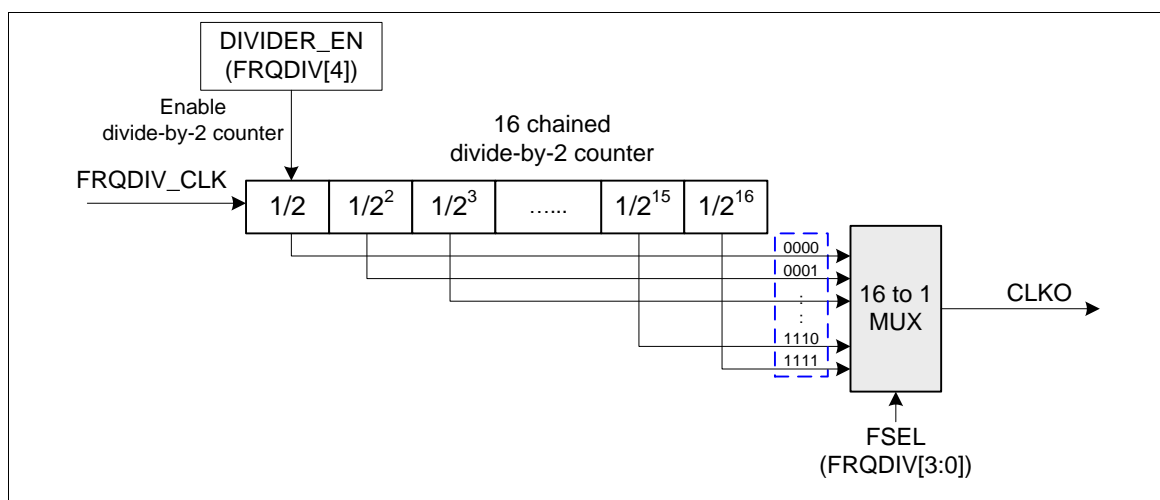 DIVIDER_EN
(FRQDIV[4])
Enable
divide-by-2 counter
16 chained
divide-by-2 counter
FRQDIV_CLK
1/2
1/2²
1/2³
…...
1/2¹⁵
1/2¹⁶
0000
0001
:
:
1110
1111
16 to 1
MUX
CLKO
FSEL
(FRQDIV[3:0])